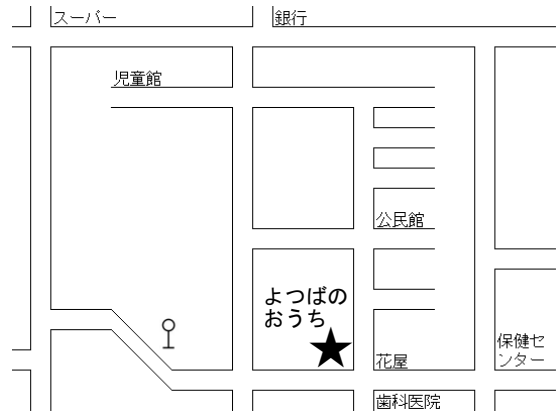 スーパー
銀行
児童館
公民館
よつばの
おうち
保健セ
ンター
花屋
歯科医院